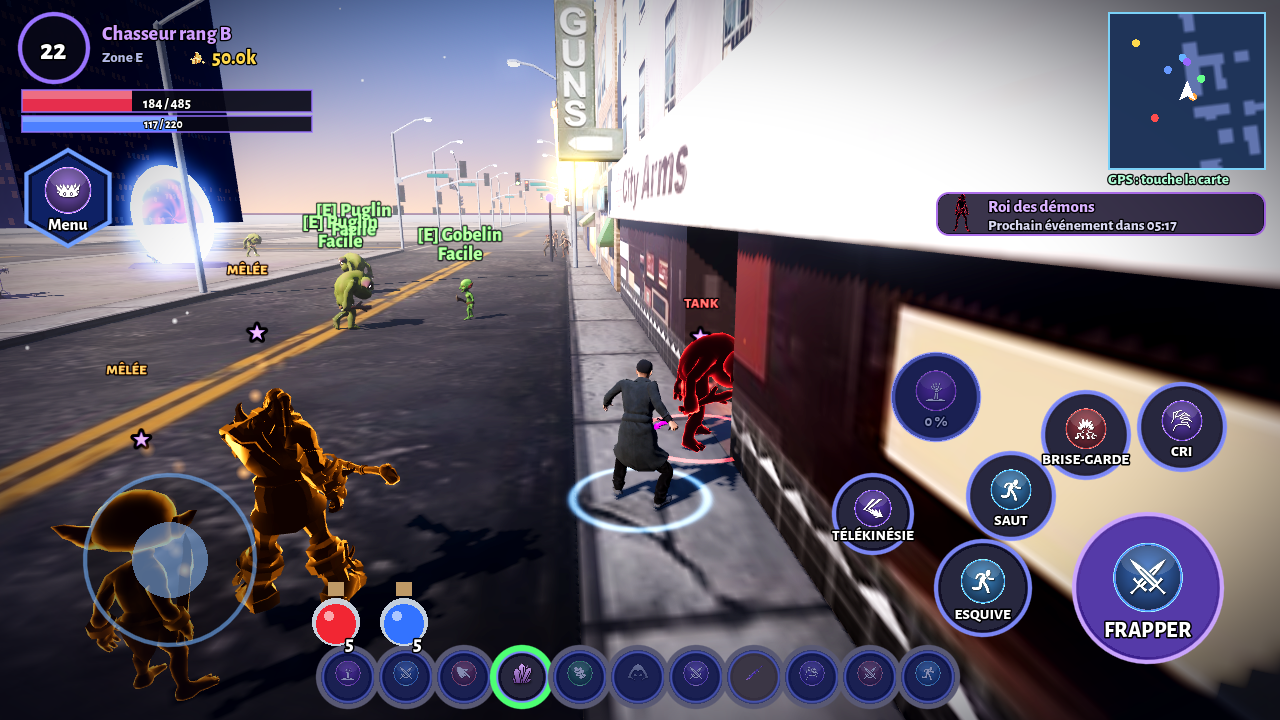 22
Chasseur rang B
Zone E
50.0k
184/485
117/220
Menu
GUNS
City Arms
GPS : touche la carte
Roi des démons
Prochain événement dans 05:17
[E] Puglin
Facile
Facile
[E] Gobelin
Facile
MÊLÉE
MÊLÉE
TANK
0 %
BRISE-GARDE
CRI
SAUT
TÉLÉKINÉSIE
ESQUIVE
FRAPPER
5
5